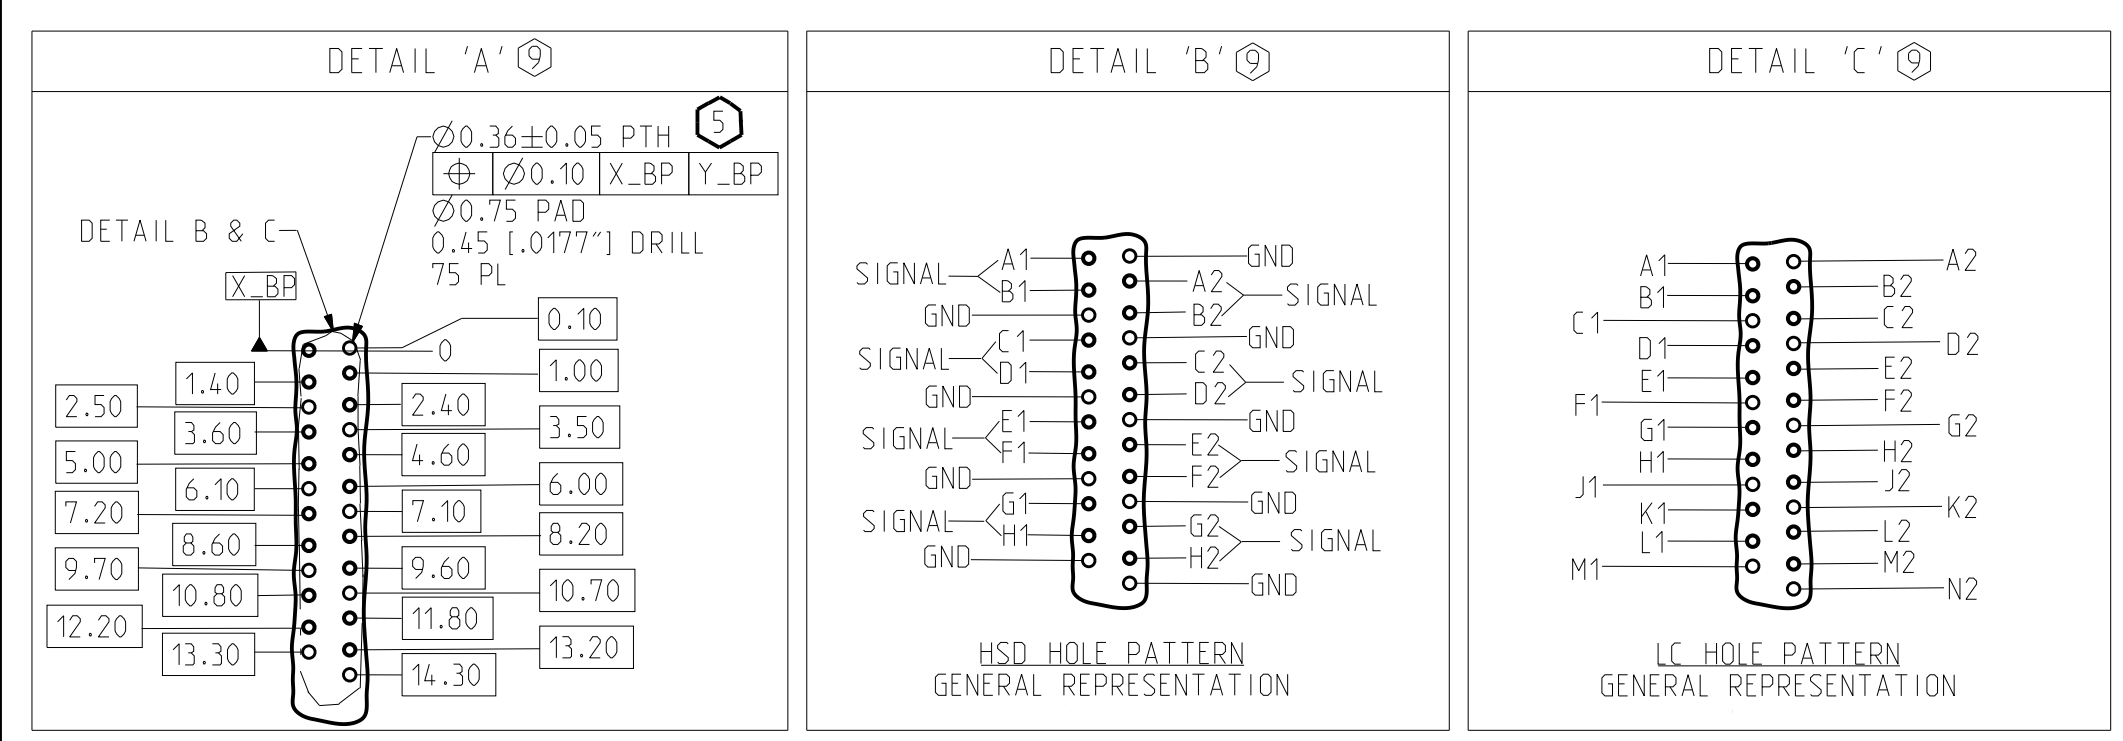 DETAIL 'A' 9
Ø0.36±0.05 PTH 5
⌖ Ø0.10 X_BP Y_BP
Ø0.75 PAD
0.45 [.0177"] DRILL
75 PL
DETAIL B & C
X_BP
0.10
0
1.00
1.40
2.40
2.50
3.50
3.60
4.60
5.00
6.00
6.10
7.10
7.20
8.20
8.60
9.60
9.70
10.70
10.80
11.80
12.20
13.20
13.30
14.30
DETAIL 'B' 9
A1 GND
SIGNAL
A2
B1 SIGNAL
GND B2
C1 GND
SIGNAL
C2
D1 SIGNAL
GND D2
E1 GND
SIGNAL
E2
F1 SIGNAL
GND F2
G1 GND
SIGNAL
G2
H1 SIGNAL
GND H2
GND
HSD HOLE PATTERN
GENERAL REPRESENTATION
DETAIL 'C' 9
A1 A2
B1 B2
C1 C2
D1 D2
E1 E2
F1 F2
G1 G2
H1 H2
J1 J2
K1 K2
L1 L2
M1 M2
N2
LC HOLE PATTERN
GENERAL REPRESENTATION